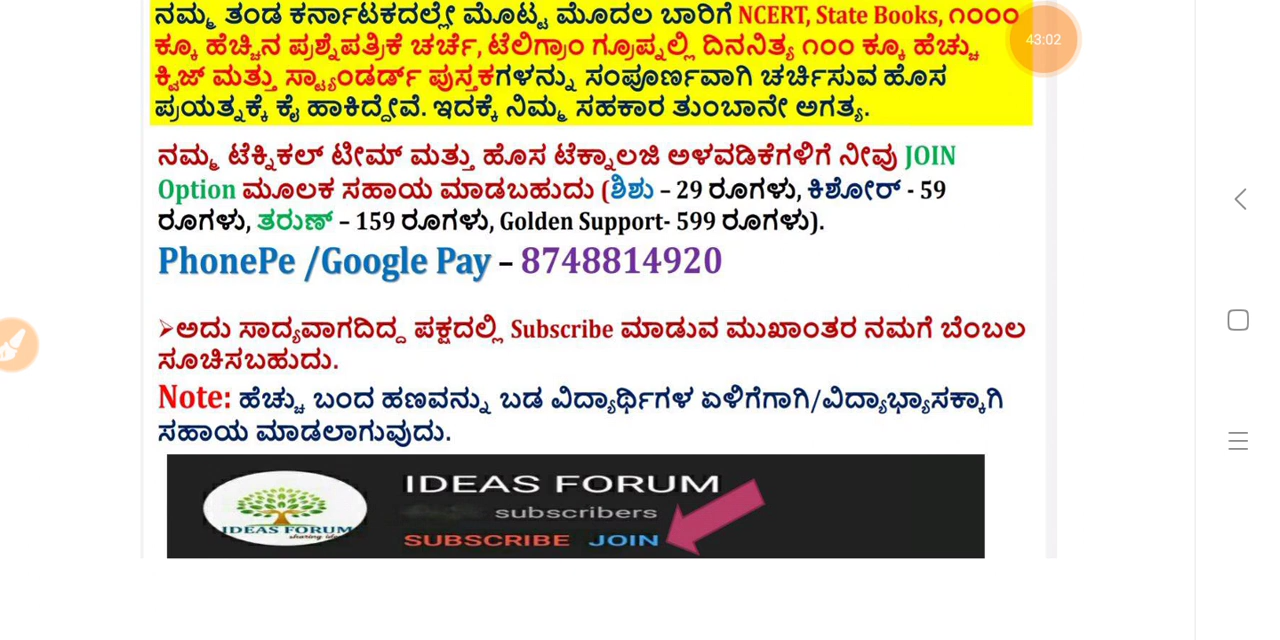 ನಮ್ಮ ತಂಡ ಕರ್ನಾಟಕದಲ್ಲೇ ಮೊಟ್ಟ ಮೊದಲ ಬಾರಿಗೆ NCERT, State Books, ೧೦೦೦
ಕ್ಕೂ ಹೆಚ್ಚಿನ ಪ್ರಶ್ನೆಪತ್ರಿಕೆ ಚರ್ಚೆ, ಟೆಲಿಗ್ರಾಂ ಗ್ರೂಪ್ನಲ್ಲಿ ದಿನನಿತ್ಯ ೧೦೦ ಕ್ಕೂ ಹೆಚ್ಚು
43:02
ಕ್ವಿಜ್ ಮತ್ತು ಸ್ಟ್ಯಾಂಡರ್ಡ್ ಪುಸ್ತಕಗಳನ್ನು ಸಂಪೂರ್ಣವಾಗಿ ಚರ್ಚಿಸುವ ಹೊಸ
ಪ್ರಯತ್ನಕ್ಕೆ ಕೈ ಹಾಕಿದ್ದೇವೆ. ಇದಕ್ಕೆ ನಿಮ್ಮ ಸಹಕಾರ ತುಂಬಾನೇ ಅಗತ್ಯ.
ನಮ್ಮ ಟೆಕ್ನಿಕಲ್ ಟೀಮ್ ಮತ್ತು ಹೊಸ ಟೆಕ್ನಾಲಜಿ ಅಳವಡಿಕೆಗಳಿಗೆ ನೀವು JOIN
Option ಮೂಲಕ ಸಹಾಯ ಮಾಡಬಹುದು (ಶಿಶು – 29 ರೂಗಳು, ಕಿಶೋರ್ - 59
ರೂಗಳು, ತರುಣ್ – 159 ರೂಗಳು, Golden Support- 599 ರೂಗಳು).
PhonePe /Google Pay – 8748814920
➢ಅದು ಸಾದ್ಯವಾಗದಿದ್ದ ಪಕ್ಷದಲ್ಲಿ Subscribe ಮಾಡುವ ಮುಖಾಂತರ ನಮಗೆ ಬೆಂಬಲ
ಸೂಚಿಸಬಹುದು.
Note: ಹೆಚ್ಚು ಬಂದ ಹಣವನ್ನು ಬಡ ವಿದ್ಯಾರ್ಥಿಗಳ ಏಳಿಗೆಗಾಗಿ/ವಿದ್ಯಾಭ್ಯಾಸಕ್ಕಾಗಿ
ಸಹಾಯ ಮಾಡಲಾಗುವುದು.
IDEAS FORUM
subscribers
SUBSCRIBE JOIN
IDEAS FORUM